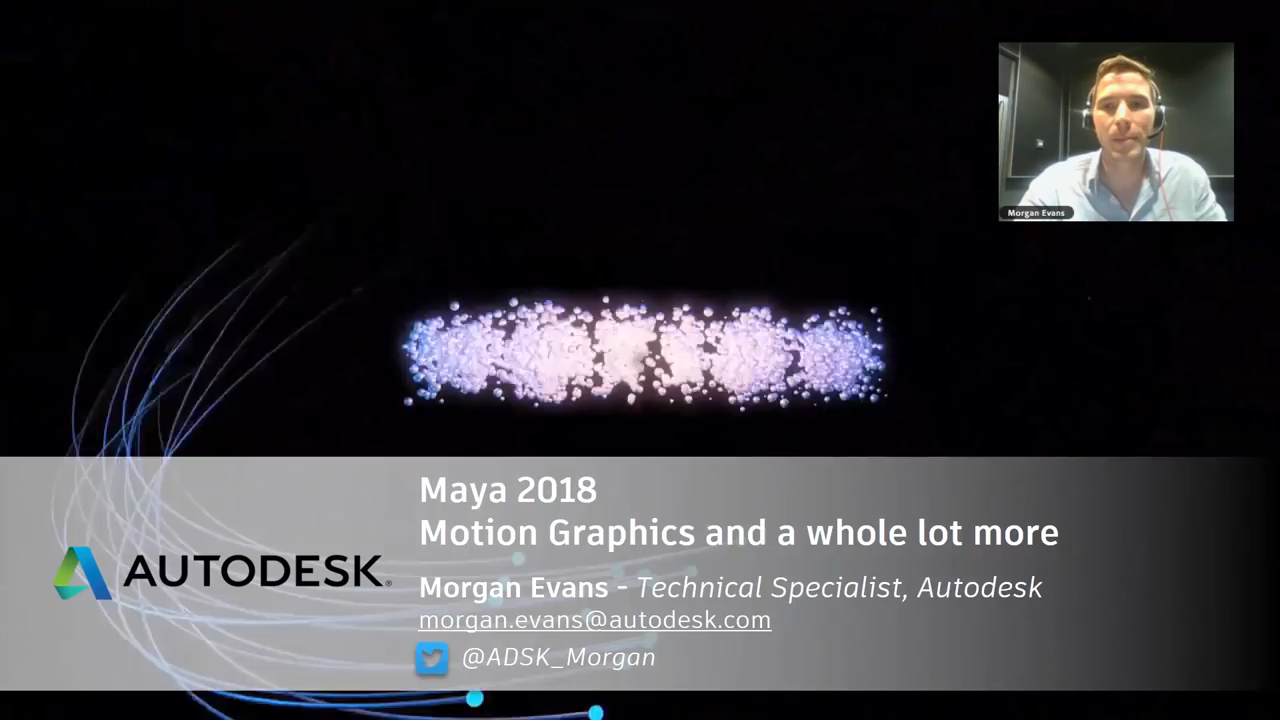 Morgan Evans
Maya 2018
Motion Graphics and a whole lot more
AUTODESK.
Morgan Evans - Technical Specialist, Autodesk
morgan.evans@autodesk.com
@ADSK_Morgan